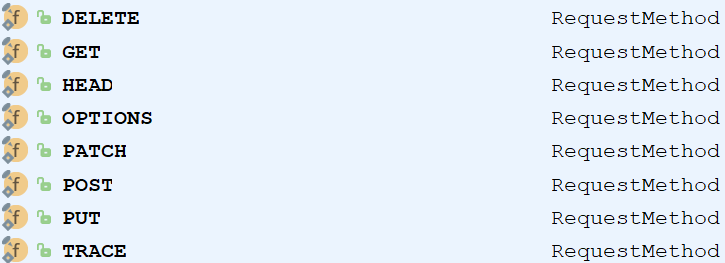 DELETE RequestMethod
GET RequestMethod
HEAD RequestMethod
OPTIONS RequestMethod
PATCH RequestMethod
POST RequestMethod
PUT RequestMethod
TRACE RequestMethod